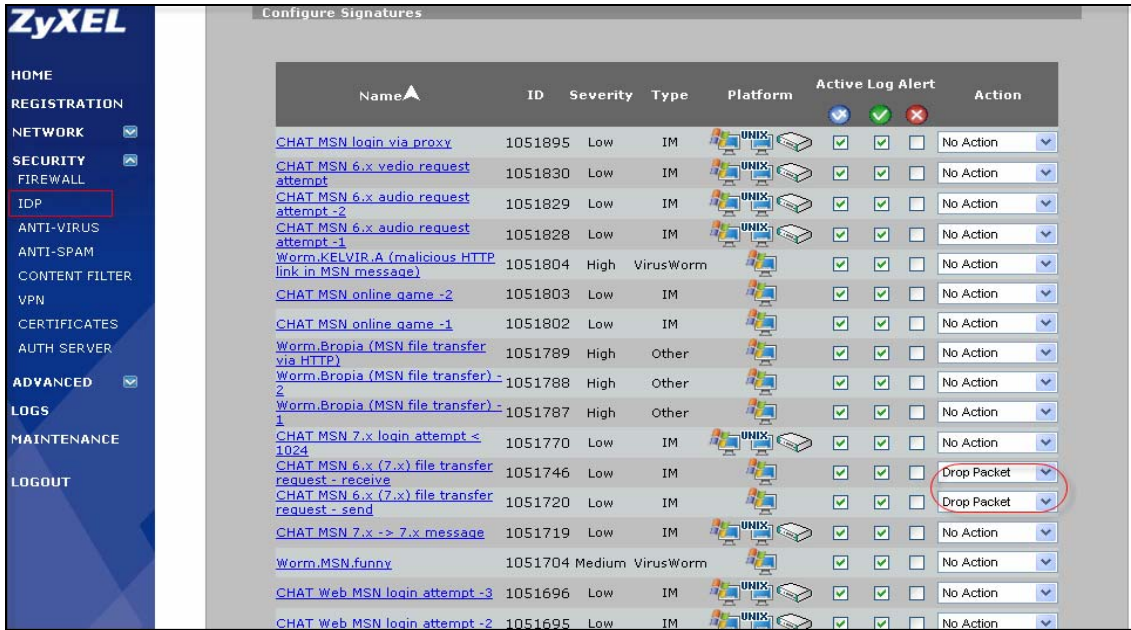 ZyXEL
HOME
REGISTRATION
NETWORK
SECURITY
FIREWALL
IDP
ANTI-VIRUS
ANTI-SPAM
CONTENT FILTER
VPN
CERTIFICATES
AUTH SERVER
ADVANCED
LOGS
MAINTENANCE
LOGOUT
Configure Signatures
Name ID Severity Type Platform Active Log Alert Action
CHAT MSN login via proxy 1051895 Low IM UNIX No Action
CHAT MSN 6.x vedio request
attempt 1051830 Low IM UNIX No Action
CHAT MSN 6.x audio request
attempt -2 1051829 Low IM UNIX No Action
CHAT MSN 6.x audio request
attempt -1 1051828 Low IM UNIX No Action
Worm.KELVIR.A (malicious HTTP
link in MSN message) 1051804 High VirusWorm No Action
CHAT MSN online game -2 1051803 Low IM No Action
CHAT MSN online game -1 1051802 Low IM No Action
Worm.Bropia (MSN file transfer
via HTTP) 1051789 High Other No Action
Worm.Bropia (MSN file transfer) -
2 1051788 High Other No Action
Worm.Bropia (MSN file transfer) -
1 1051787 High Other No Action
CHAT MSN 7.x login attempt <
1024 1051770 Low IM UNIX No Action
CHAT MSN 6.x (7.x) file transfer
request - receive 1051746 Low IM Drop Packet
CHAT MSN 6.x (7.x) file transfer
request - send 1051720 Low IM Drop Packet
CHAT MSN 7.x -> 7.x message 1051719 Low IM UNIX No Action
Worm.MSN.funny 1051704 Medium VirusWorm No Action
CHAT Web MSN login attempt -3 1051696 Low IM UNIX No Action
CHAT Web MSN login attempt -2 1051695 Low IM UNIX No Action